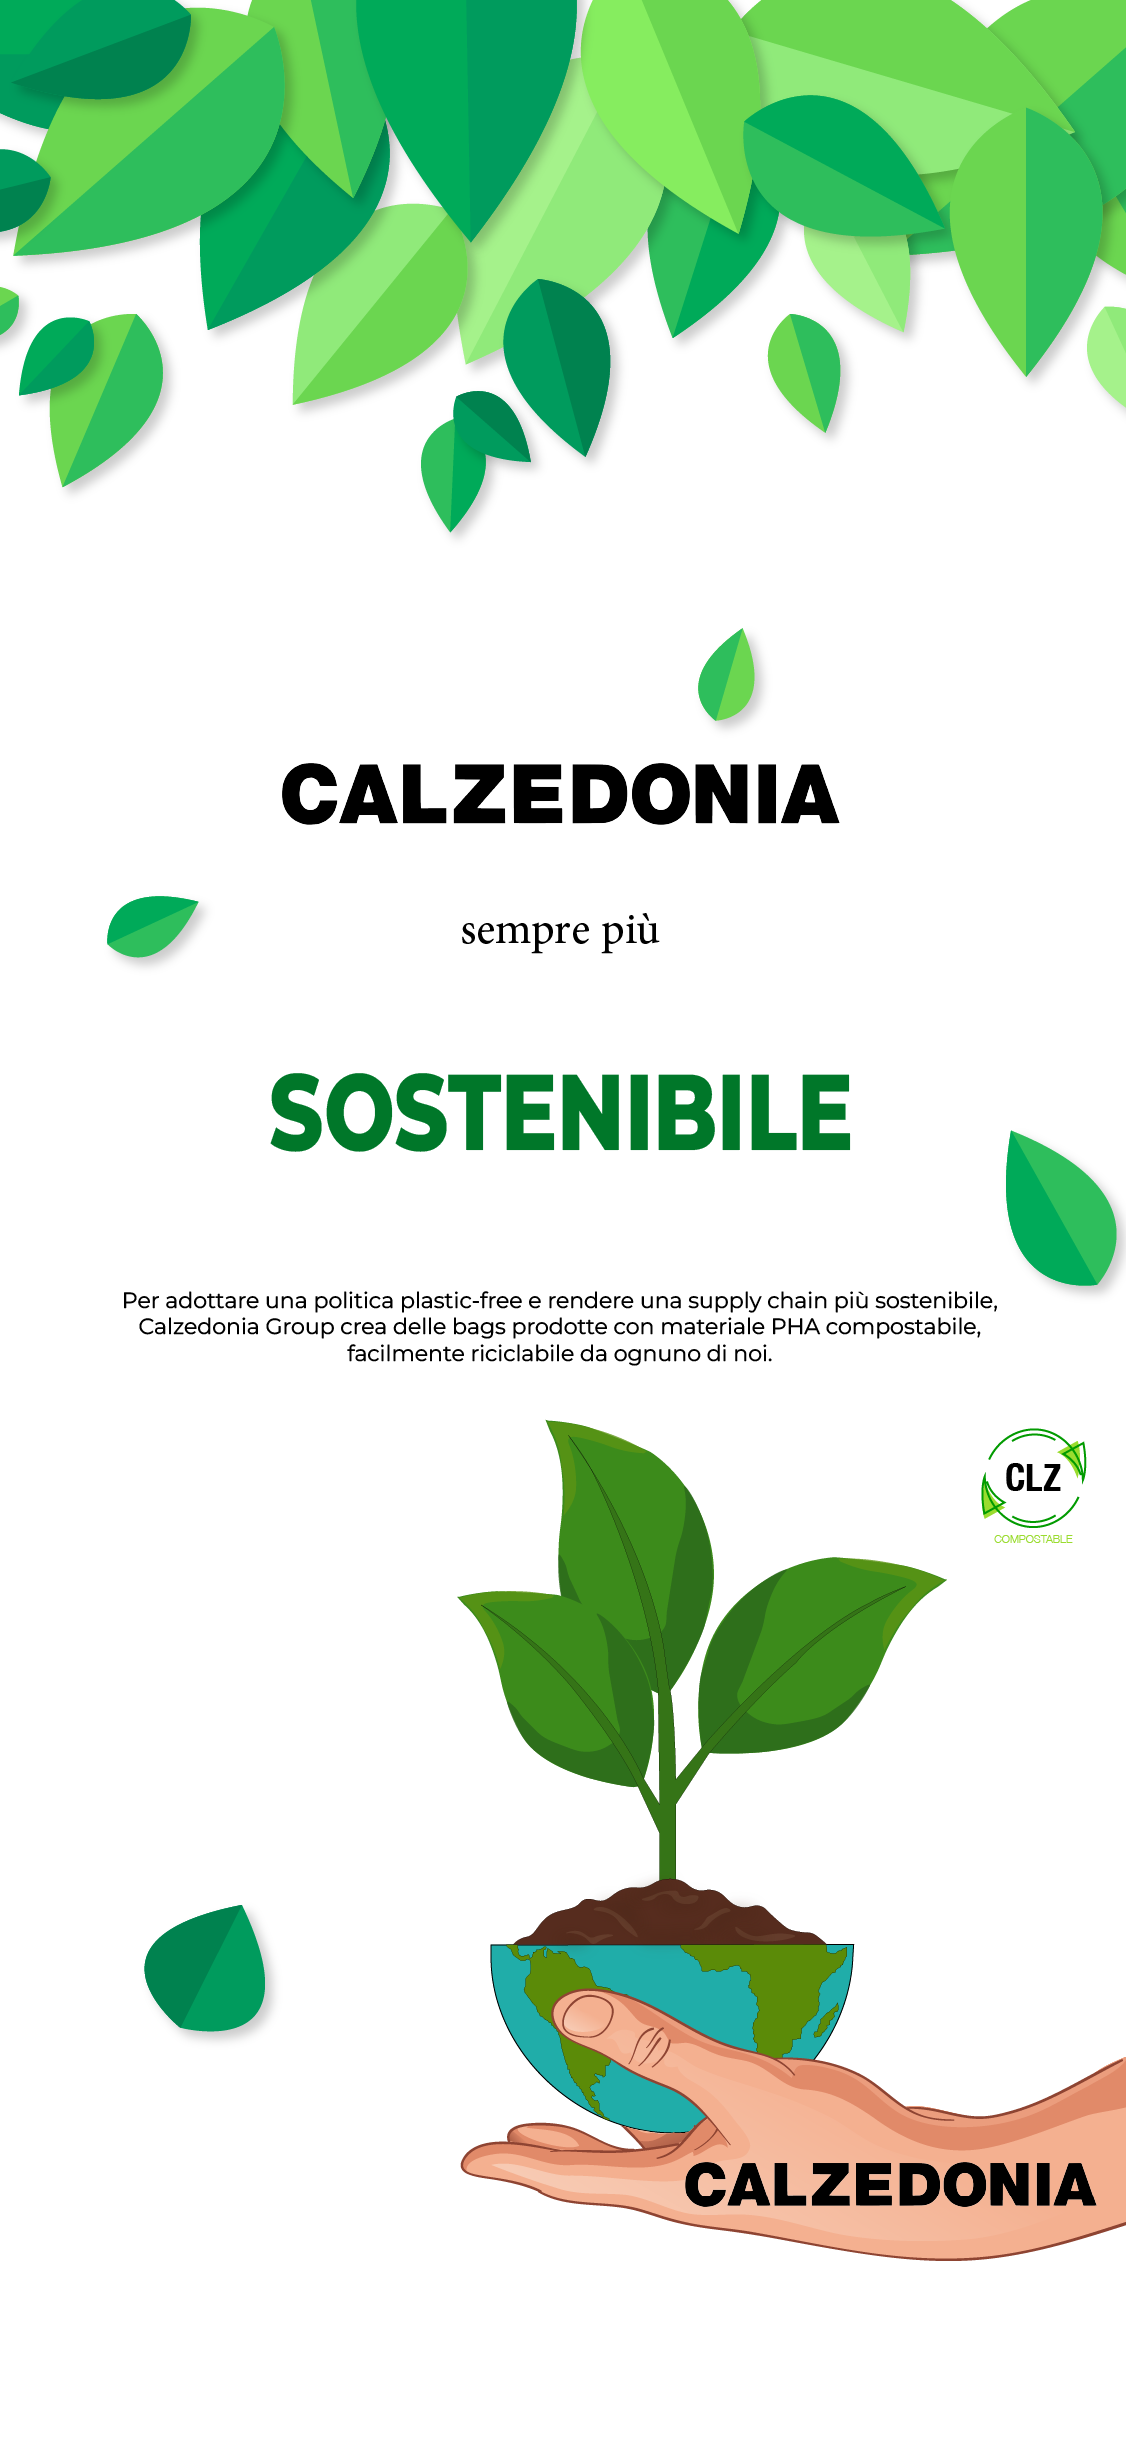 CALZEDONIA
sempre più
SOSTENIBILE
Per adottare una politica plastic-free e rendere una supply chain più sostenibile,
Calzedonia Group crea delle bags prodotte con materiale PHA compostabile,
facilmente riciclabile da ognuno di noi.
CLZ
COMPOSTABLE
CALZEDONIA